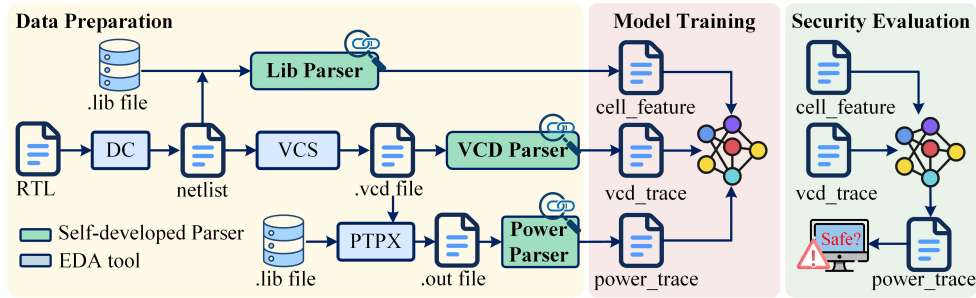 Data Preparation
Model Training
Security Evaluation
Lib Parser
.lib file
cell_feature
cell_feature
DC
VCS
VCD Parser
RTL
netlist
.vcd file
vcd_trace
vcd_trace
Self-developed Parser
EDA tool
.lib file
PTPX
.out file
Power
Parser
power_trace
Safe?
power_trace